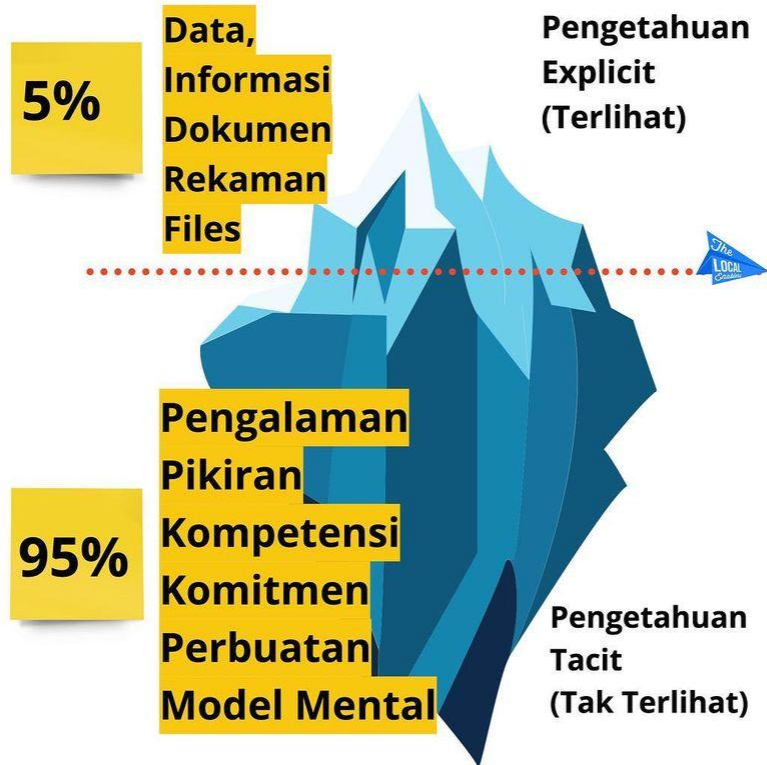 5%
Data,
Informasi
Dokumen
Rekaman
Files
Pengetahuan
Explicit
(Terlihat)
The
LOCAL
Enablers
95%
Pengalaman
Pikiran
Kompetensi
Komitmen
Perbuatan
Model Mental
Pengetahuan
Tacit
(Tak Terlihat)